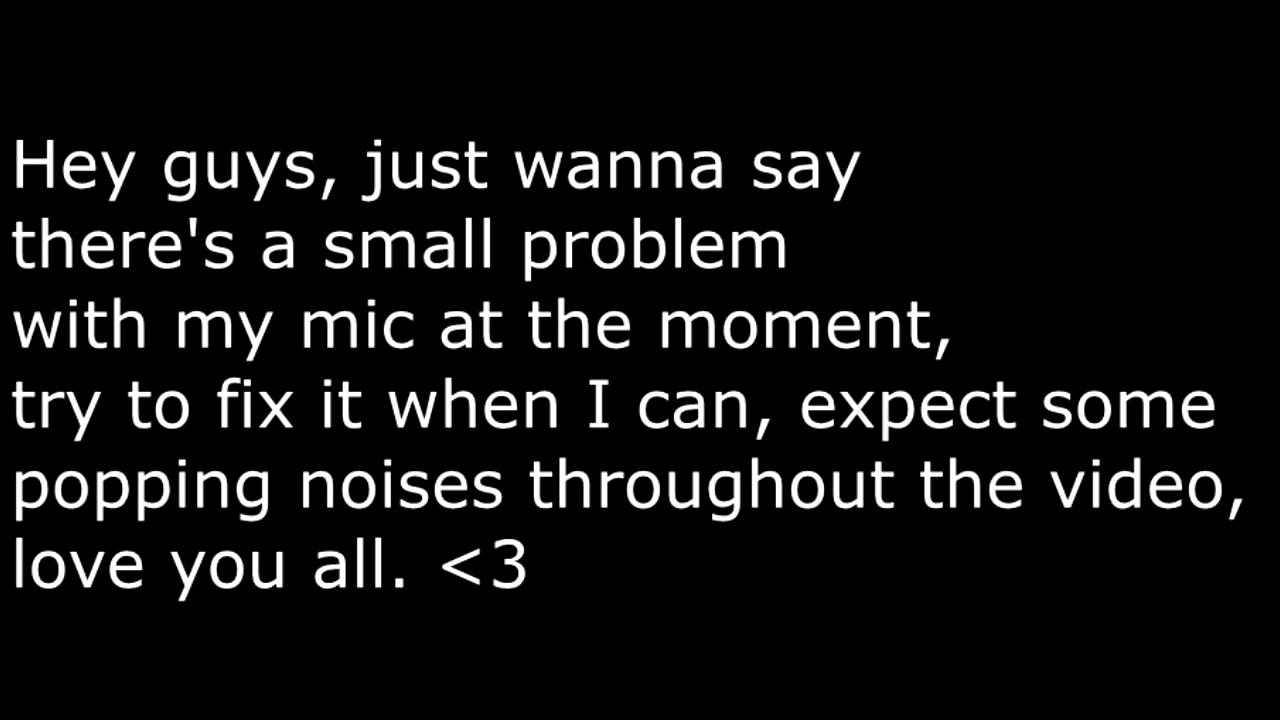 Hey guys, just wanna say
there's a small problem
with my mic at the moment,
try to fix it when I can, expect some
popping noises throughout the video,
love you all. <3